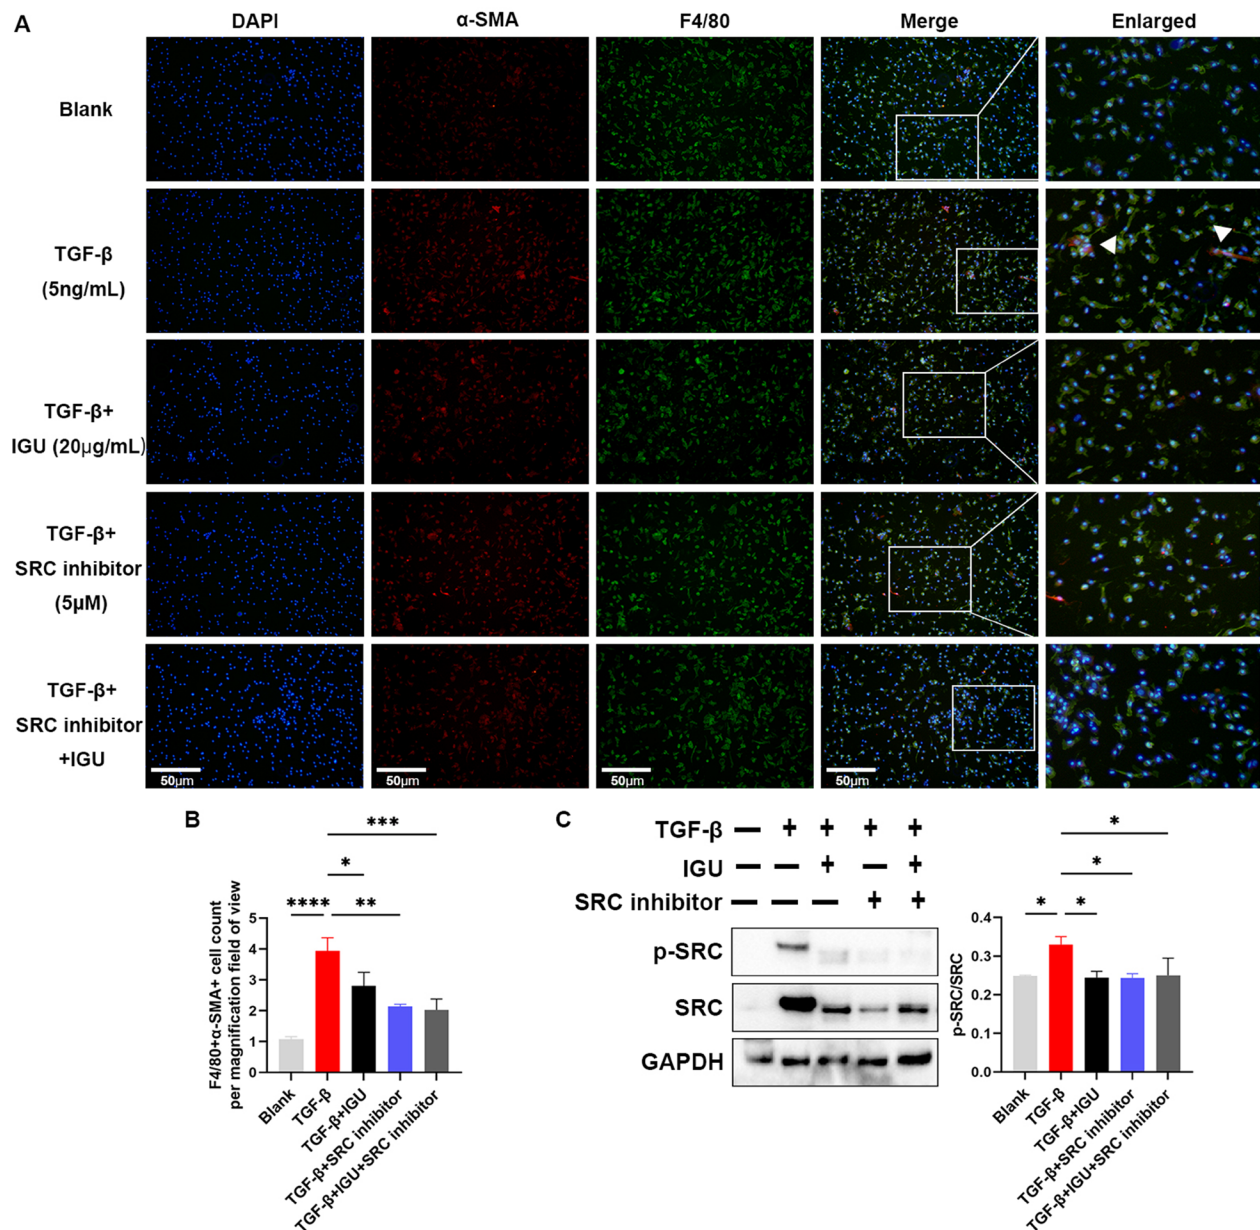 A
DAPI
α-SMA
F4/80
Merge
Enlarged
Blank
TGF-β
(5ng/mL)
TGF-β+
IGU (20μg/mL)
TGF-β+
SRC inhibitor
(5μM)
TGF-β+
SRC inhibitor
+IGU
50μm
50μm
50μm
50μm
B
***
*
****
**
F4/80+α-SMA+ cell count
per magnification field of view
5
4
3
2
1
0
Blank
TGF-β
TGF-β+IGU
TGF-β+SRC inhibitor
TGF-β+IGU+SRC inhibitor
C
TGF-β — + + + +
IGU — — + — +
SRC inhibitor — — — + +
p-SRC
SRC
GAPDH
*
*
*
*
p-SRC/SRC
0.4
0.3
0.2
0.1
0.0
Blank
TGF-β
TGF-β+IGU
TGF-β+SRC inhibitor
TGF-β+IGU+SRC inhibitor